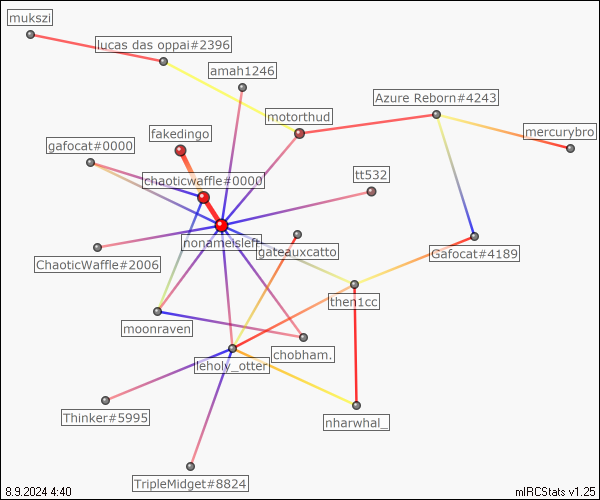 mukszi
lucas das oppai#2396
amah1246
Azure Reborn#4243
motorthud
mercurybro
fakedingo
gafocat#0000
chaoticwaffle#0000
tt532
nonameisleft
gateauxcatto
Gafocat#4189
ChaoticWaffle#2006
then1cc
moonraven
chobham.
leholy_otter
Thinker#5995
nharwhal_
TripleMidget#8824
8.9.2024 4:40
mIRCStats v1.25